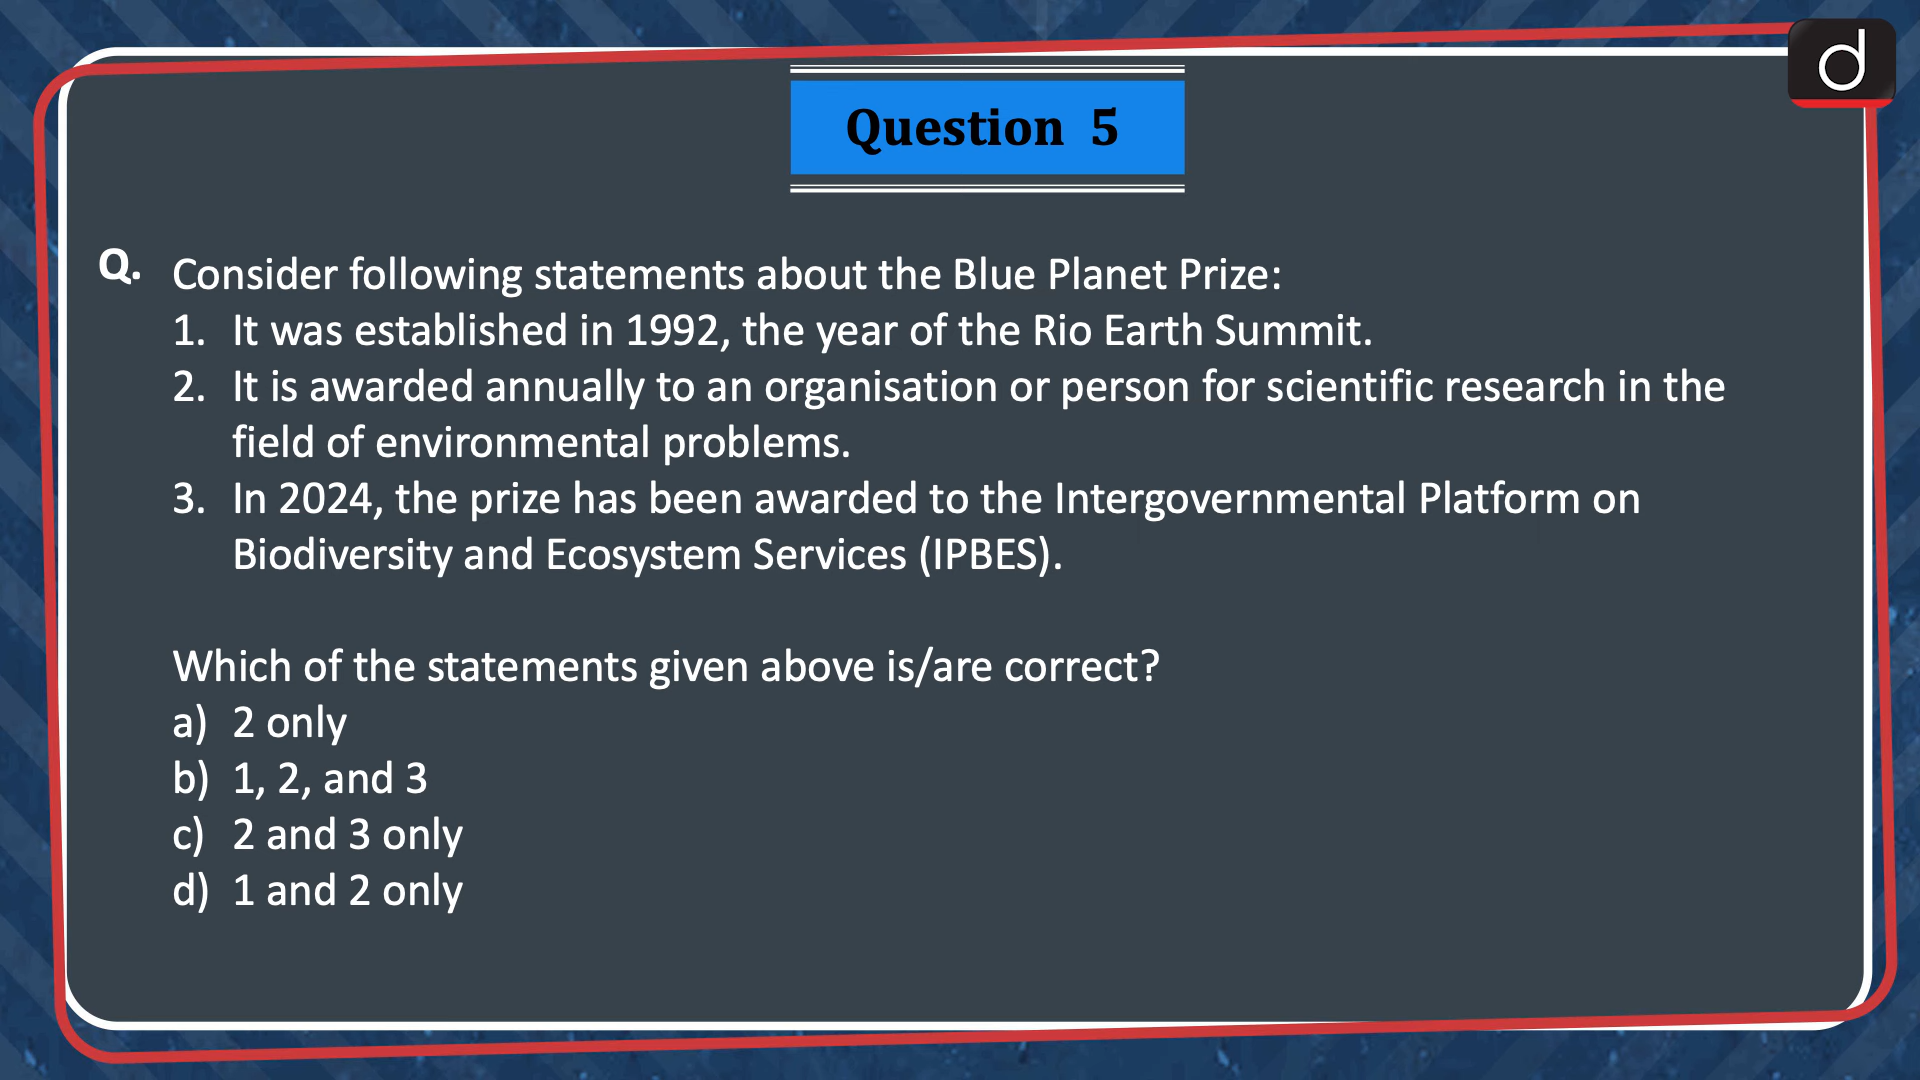 Question 5
Q. Consider following statements about the Blue Planet Prize:
1. It was established in 1992, the year of the Rio Earth Summit.
2. It is awarded annually to an organisation or person for scientific research in the
field of environmental problems.
3. In 2024, the prize has been awarded to the Intergovernmental Platform on
Biodiversity and Ecosystem Services (IPBES).
Which of the statements given above is/are correct?
a) 2 only
b) 1, 2, and 3
c) 2 and 3 only
d) 1 and 2 only
d